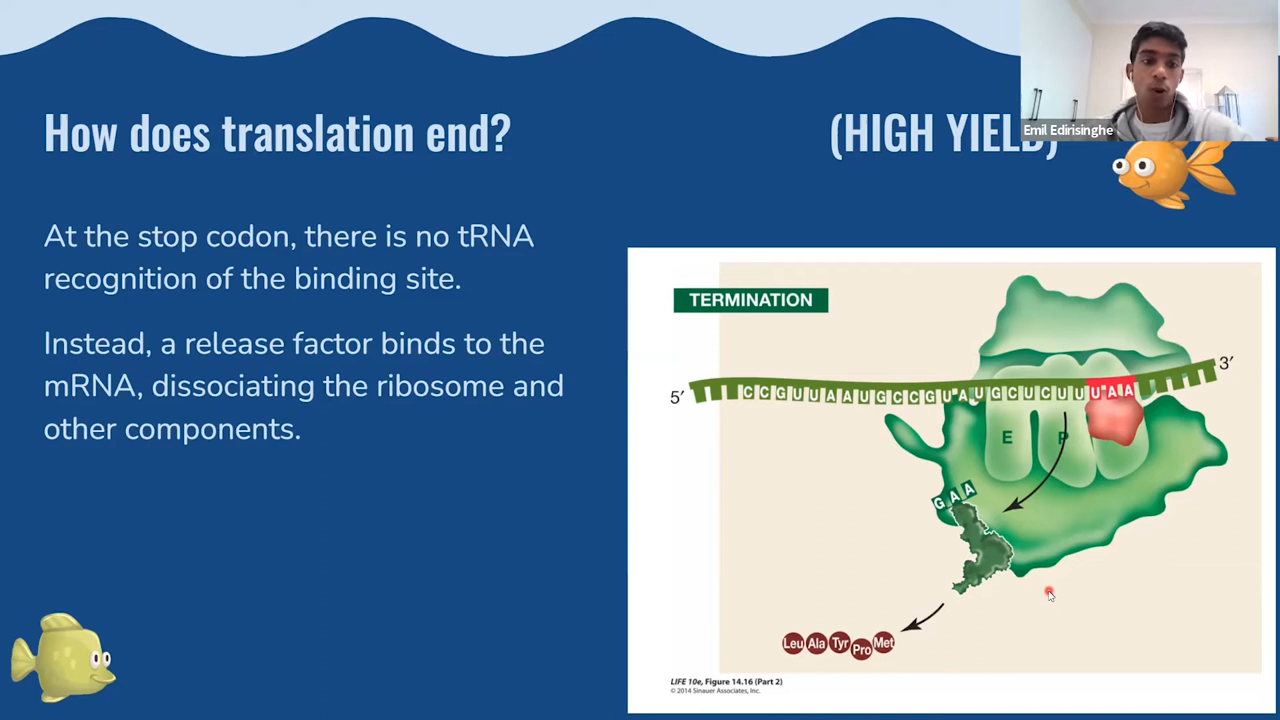 How does translation end?
(HIGH YIELD)
Emil Edirisinghe
At the stop codon, there is no tRNA
recognition of the binding site.
Instead, a release factor binds to the
mRNA, dissociating the ribosome and
other components.
TERMINATION
5′
CCGUUAAUGCCGUAUGCUCUUUAA
3′
E
P
GAA
Leu Ala Tyr Pro Met
LIFE 10e, Figure 14.16 (Part 2)
© 2014 Sinauer Associates, Inc.